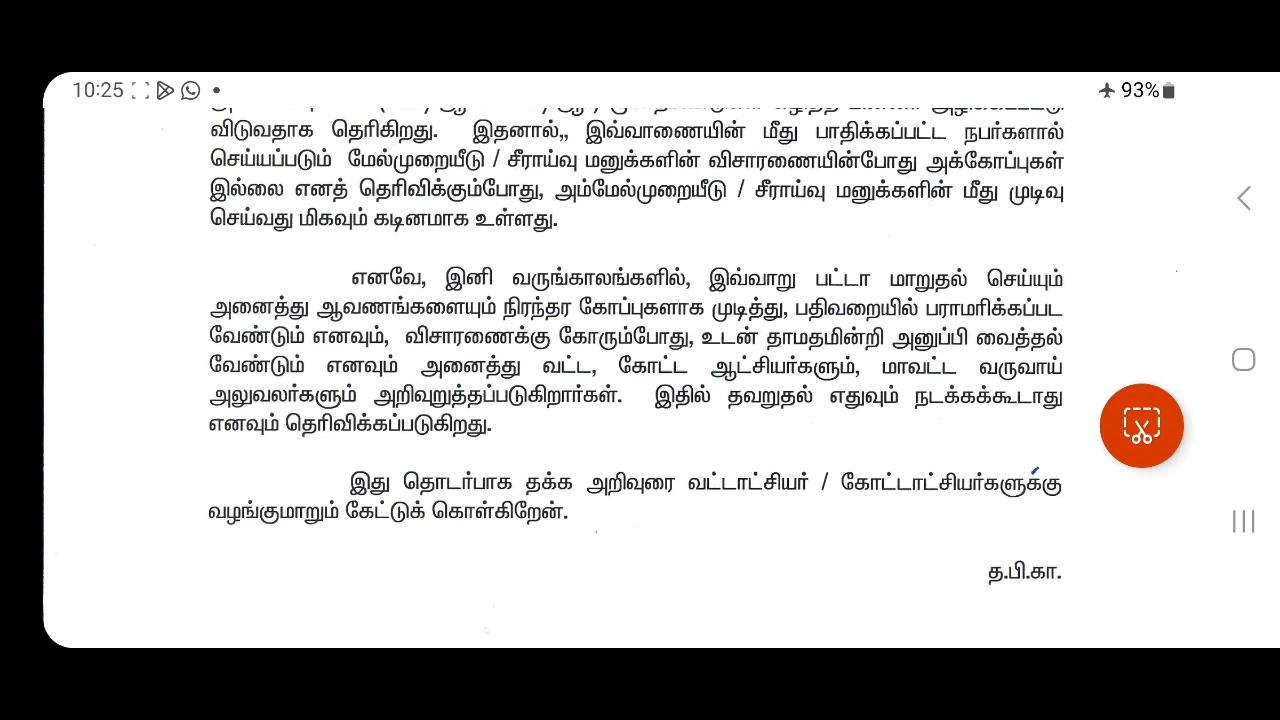 10:25
93%
விடுவதாக தெரிகிறது. இதனால்,, இவ்வாணையின் மீது பாதிக்கப்பட்ட நபர்களால்
செய்யப்படும் மேல்முறையீடு / சீராய்வு மனுக்களின் விசாரணையின்போது அக்கோப்புகள்
இல்லை எனத் தெரிவிக்கும்போது, அம்மேல்முறையீடு / சீராய்வு மனுக்களின் மீது முடிவு
செய்வது மிகவும் கடினமாக உள்ளது.
எனவே, இனி வருங்காலங்களில், இவ்வாறு பட்டா மாறுதல் செய்யும்
அனைத்து ஆவணங்களையும் நிரந்தர கோப்புகளாக முடித்து, பதிவறையில் பராமரிக்கப்பட
வேண்டும் எனவும், விசாரணைக்கு கோரும்போது, உடன் தாமதமின்றி அனுப்பி வைத்தல்
வேண்டும் எனவும் அனைத்து வட்ட, கோட்ட ஆட்சியர்களும், மாவட்ட வருவாய்
அலுவலர்களும் அறிவுறுத்தப்படுகிறார்கள். இதில் தவறுதல் எதுவும் நடக்கக்கூடாது
எனவும் தெரிவிக்கப்படுகிறது.
இது தொடர்பாக தக்க அறிவுரை வட்டாட்சியர் / கோட்டாட்சியர்களுக்கு
வழங்குமாறும் கேட்டுக் கொள்கிறேன்.
த.பி.கா.